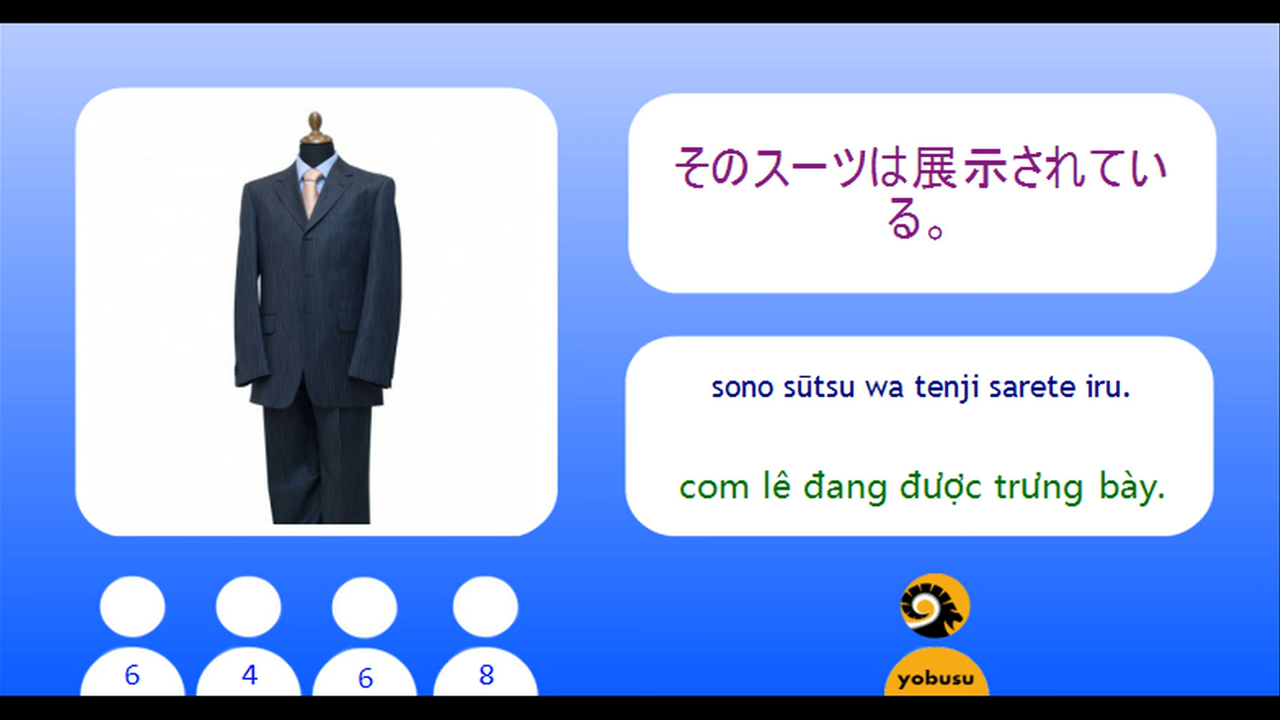 そのスーツは展示されてい
る。
sono sūtsu wa tenji sarete iru.
com lê đang được trưng bày.
6 4 6 8
yobusu